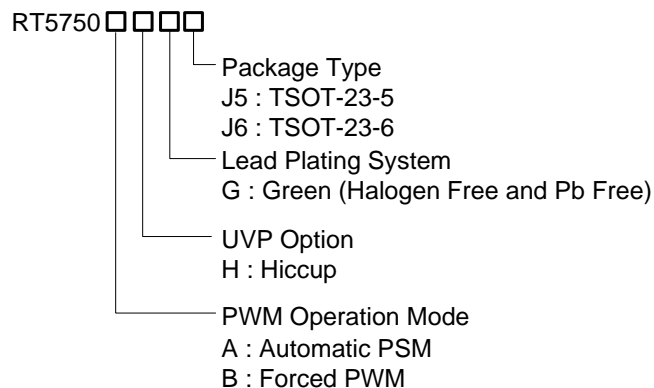 RT5750□□□□
Package Type
J5 : TSOT-23-5
J6 : TSOT-23-6
Lead Plating System
G : Green (Halogen Free and Pb Free)
UVP Option
H : Hiccup
PWM Operation Mode
A : Automatic PSM
B : Forced PWM